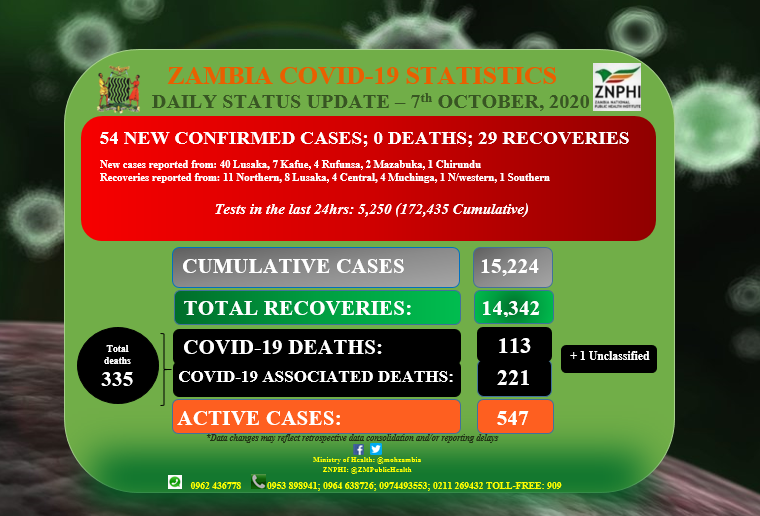 ZAMBIA COVID-19 STATISTICS
DAILY STATUS UPDATE – 7th OCTOBER, 2020
ZNPHI
ZAMBIA NATIONAL
PUBLIC HEALTH INSTITUTE
54 NEW CONFIRMED CASES; 0 DEATHS; 29 RECOVERIES
New cases reported from: 40 Lusaka, 7 Kafue, 4 Rufunsa, 2 Mazabuka, 1 Chirundu
Recoveries reported from: 11 Northern, 8 Lusaka, 4 Central, 4 Muchinga, 1 N/western, 1 Southern
Tests in the last 24hrs: 5,250 (172,435 Cumulative)
CUMULATIVE CASES 15,224
TOTAL RECOVERIES: 14,342
Total
deaths
335
COVID-19 DEATHS: 113
COVID-19 ASSOCIATED DEATHS: 221
+ 1 Unclassified
ACTIVE CASES: 547
*Data changes may reflect retrospective data consolidation and/or reporting delays
Ministry of Health: @mohzambia
ZNPHI: @ZMPublicHealth
0962 436778 0953 898941; 0964 638726; 0974493553; 0211 269432 TOLL-FREE: 909